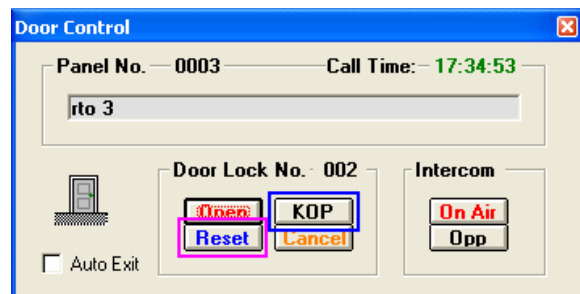 Door Control
Panel No. 0003 Call Time: 17:34:53
rto 3
Door Lock No. 002 Intercom
Open KOP On Air
Reset Cancel Opp
Auto Exit